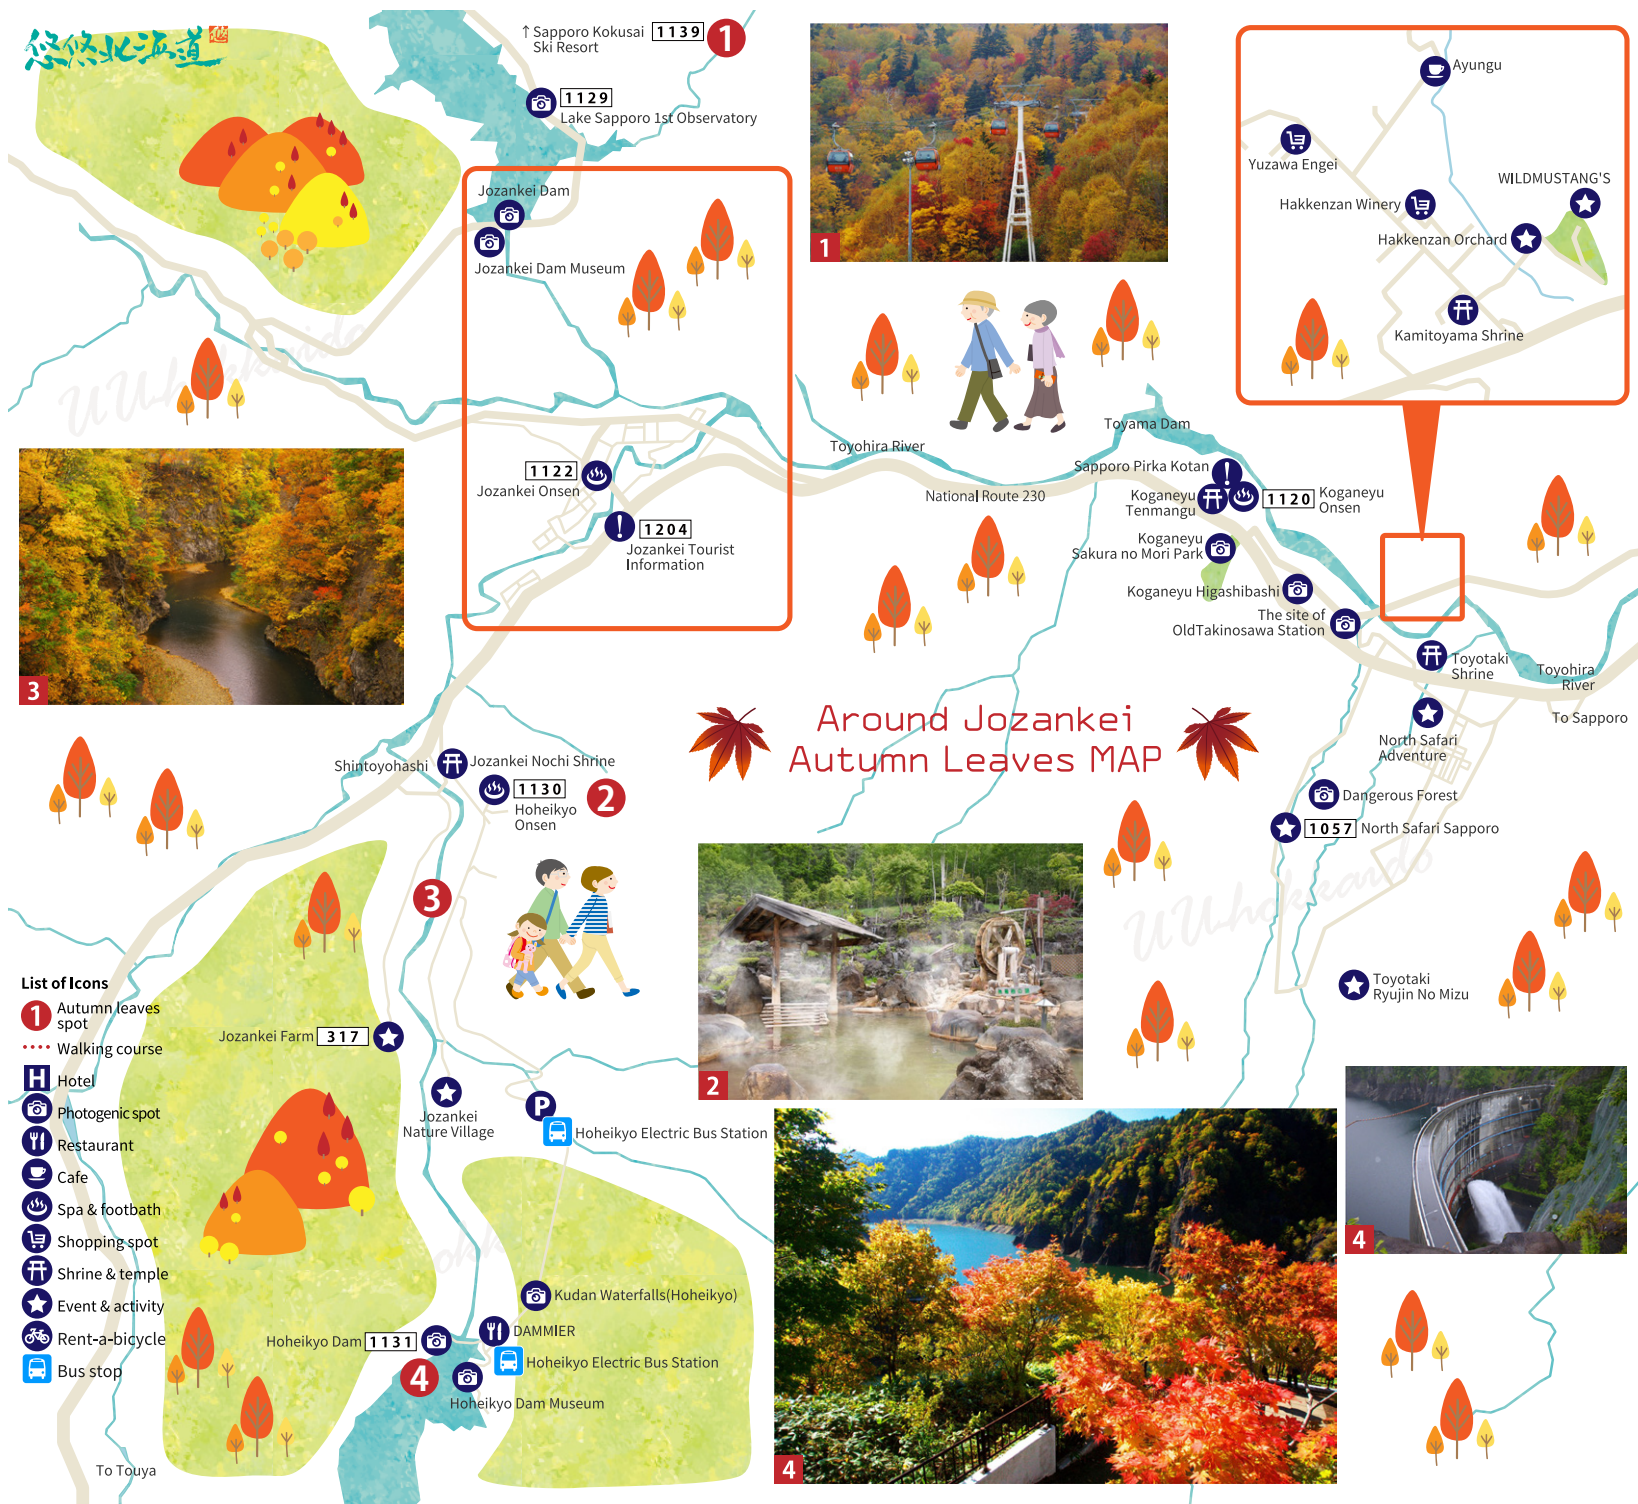 悠悠北海道
↑ Sapporo Kokusai
Ski Resort
1139
1
1129
Lake Sapporo 1st Observatory
Jozankei Dam
Jozankei Dam Museum
1
Ayungu
Yuzawa Engei
WILDMUSTANG'S
Hakkenzan Winery
Hakkenzan Orchard
Kamitoyama Shrine
UU hokkaido
Toyohira River
Toyama Dam
Sapporo Pirka Kotan
Koganeyu
Tenmangu
1120
Koganeyu
Onsen
National Route 230
Koganeyu
Sakura no Mori Park
Koganeyu Higashibashi
The site of
OldTakinosawa Station
1122
Jozankei Onsen
1204
Jozankei Tourist
Information
3
Toyotaki
Shrine
Toyohira
River
To Sapporo
North Safari
Adventure
Around Jozankei
Autumn Leaves MAP
Dangerous Forest
1057
North Safari Sapporo
UU hokkaido
Shintoyohashi
Jozankei Nochi Shrine
1130
Hoheikyo
Onsen
2
3
2
Toyotaki
Ryujin No Mizu
List of Icons
1
Autumn leaves
spot
Walking course
H
Hotel
Photogenic spot
Restaurant
Cafe
Spa & footbath
Shopping spot
Shrine & temple
Event & activity
Rent-a-bicycle
Bus stop
Jozankei Farm
317
Jozankei
Nature Village
P
Hoheikyo Electric Bus Station
4
Kudan Waterfalls(Hoheikyo)
DAMMIER
Hoheikyo Dam
1131
Hoheikyo Electric Bus Station
4
Hoheikyo Dam Museum
4
To Touya